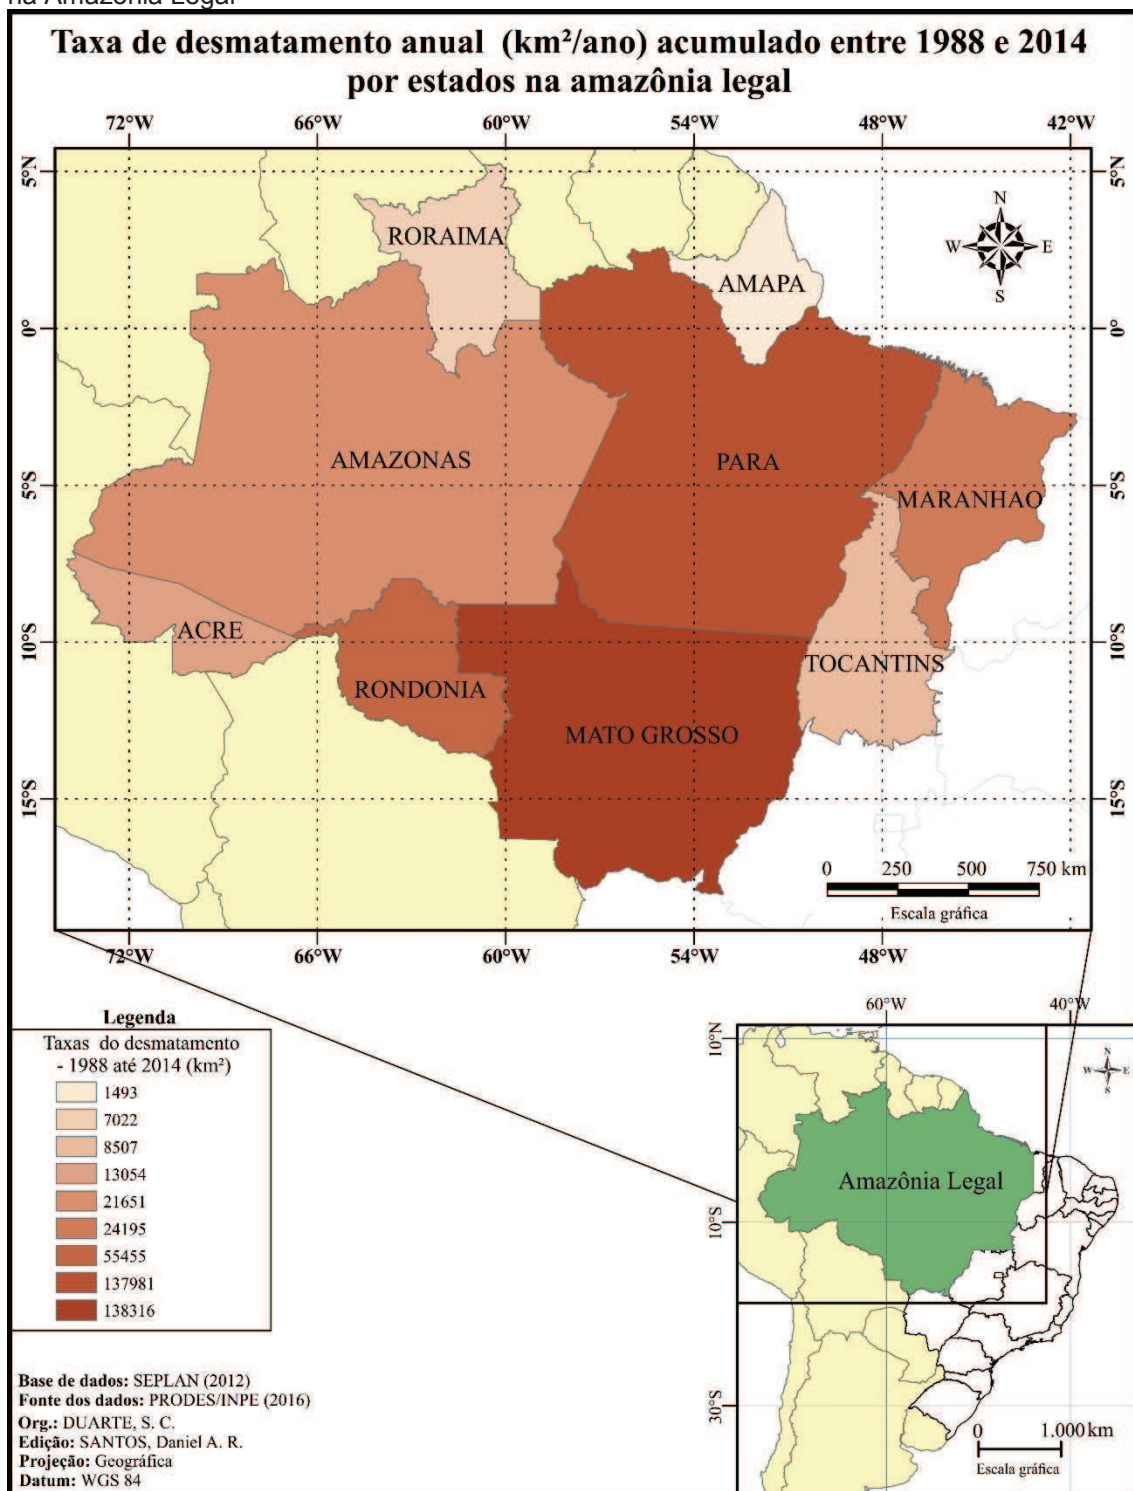 na Amazônia Legal
Taxa de desmatamento anual (km²/ano) acumulado entre 1988 e 2014
por estados na amazônia legal
72°W 66°W 60°W 54°W 48°W 42°W
5°N 5°N
RORAIMA
N
W E
S
AMAPA
0° 0°
AMAZONAS
PARA
5°S 5°S
MARANHAO
ACRE
10°S 10°S
TOCANTINS
RONDONIA
MATO GROSSO
15°S 15°S
0 250 500 750 km
Escala gráfica
72°W 66°W 60°W 54°W 48°W
Legenda
Taxas do desmatamento
- 1988 até 2014 (km²)
1493
7022
8507
13054
21651
24195
55455
137981
138316
60°W 40°W
10°N
N
W E
S
Amazônia Legal
10°S
30°S
0 1.000 km
Escala gráfica
Base de dados: SEPLAN (2012)
Fonte dos dados: PRODES/INPE (2016)
Org.: DUARTE, S. C.
Edição: SANTOS, Daniel A. R.
Projeção: Geográfica
Datum: WGS 84